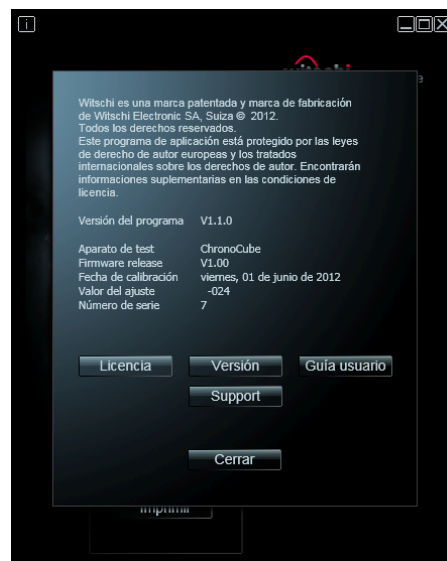 Witschi es una marca patentada y marca de fabricación
de Witschi Electronic SA, Suiza © 2012.
Todos los derechos reservados.
Este programa de aplicación está protegido por las leyes
de derecho de autor europeas y los tratados
internacionales sobre los derechos de autor. Encontrarán
informaciones suplementarias en las condiciones de
licencia.
Versión del programa V1.1.0
Aparato de test ChronoCube
Firmware release V1.00
Fecha de calibración viernes, 01 de junio de 2012
Valor del ajuste -024
Número de serie 7
Licencia Versión Guía usuario
Support
Cerrar
Imprimir